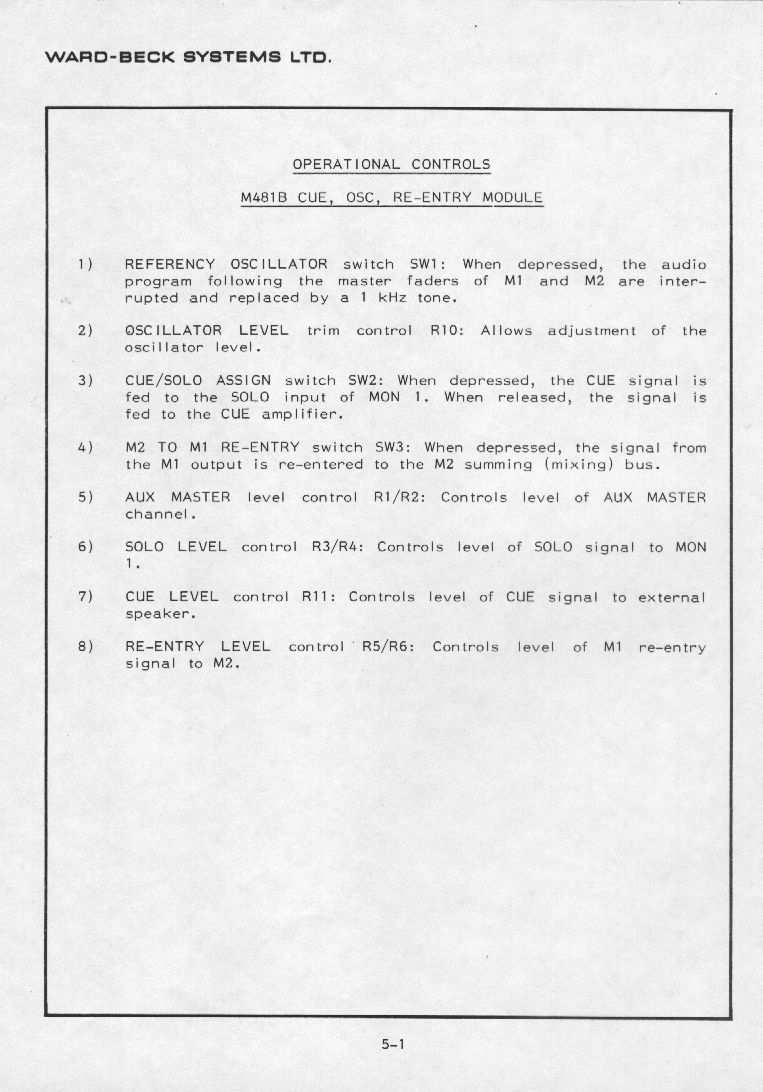 WARD-BECK SYSTEMS LTD.
OPERATIONAL CONTROLS
M481B CUE, OSC, RE-ENTRY MODULE
1) REFERENCY OSCILLATOR switch SW1: When depressed, the audio
program following the master faders of M1 and M2 are inter-
rupted and replaced by a 1 kHz tone.
2) OSCILLATOR LEVEL trim control R10: Allows adjustment of the
oscillator level.
3) CUE/SOLO ASSIGN switch SW2: When depressed, the CUE signal is
fed to the SOLO input of MON 1. When released, the signal is
fed to the CUE amplifier.
4) M2 TO M1 RE-ENTRY switch SW3: When depressed, the signal from
the M1 output is re-entered to the M2 summing (mixing) bus.
5) AUX MASTER level control R1/R2: Controls level of AUX MASTER
channel.
6) SOLO LEVEL control R3/R4: Controls level of SOLO signal to MON
1.
7) CUE LEVEL control R11: Controls level of CUE signal to external
speaker.
8) RE-ENTRY LEVEL control R5/R6: Controls level of M1 re-entry
signal to M2.
5-1